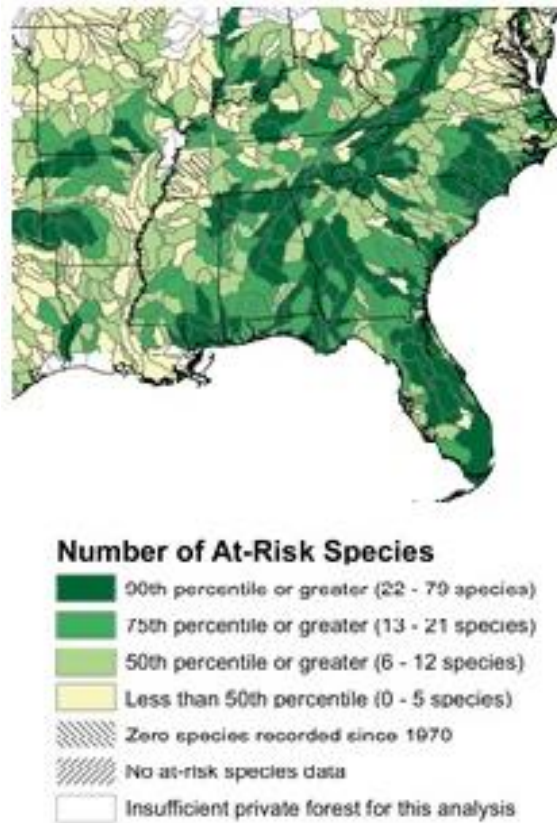 Number of At-Risk Species
90th percentile or greater (22 - 79 species)
75th percentile or greater (13 - 21 species)
50th percentile or greater (6 - 12 species)
Less than 50th percentile (0 - 5 species)
Zero species recorded since 1970
No at-risk species data
Insufficient private forest for this analysis